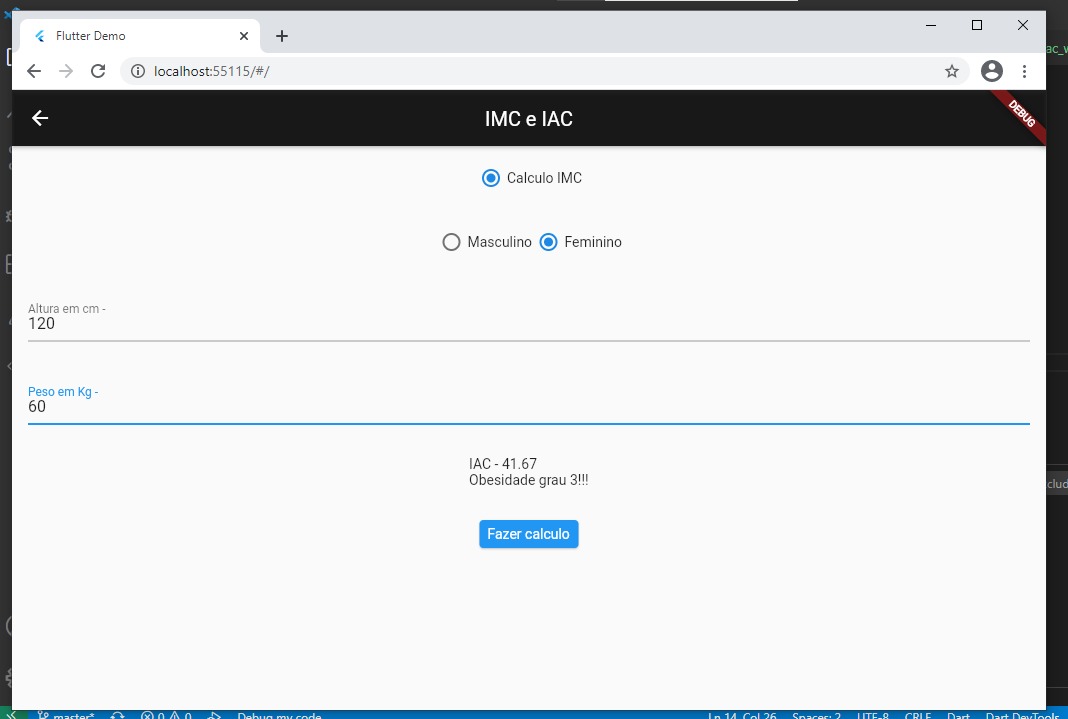 Flutter Demo
ac_w
localhost:55115/#/
IMC e IAC
DEBUG
Calculo IMC
Masculino Feminino
Altura em cm -
120
Peso em Kg -
60
IAC - 41.67
Obesidade grau 3!!!
clud
Fazer calculo
master* 0 0 Debug my code Ln 14, Col 26 Spaces: 2 UTF-8 CRLF Dart Dart DevTools